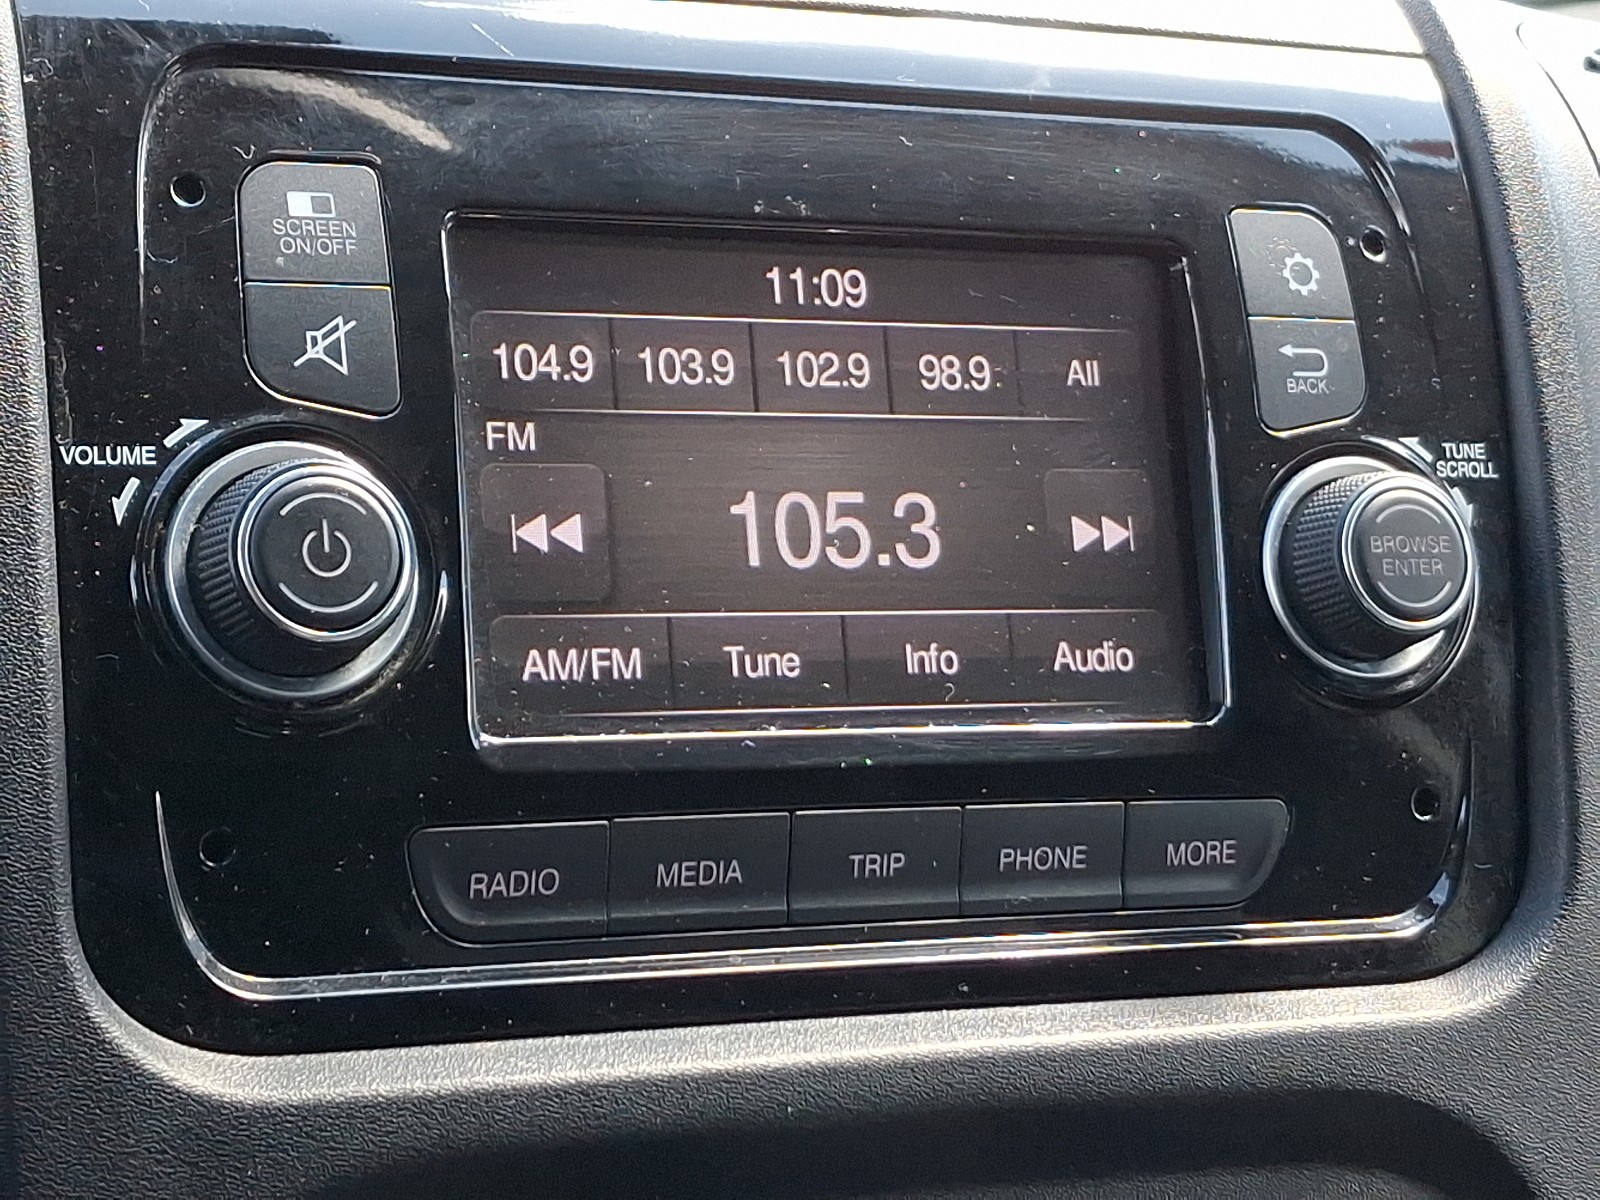 SCREEN
ON/OFF
VOLUME
11:09
104.9 103.9 102.9 98.9 All
FM
105.3
AM/FM Tune Info Audio
BACK
TUNE
SCROLL
BROWSE
ENTER
RADIO MEDIA TRIP PHONE MORE